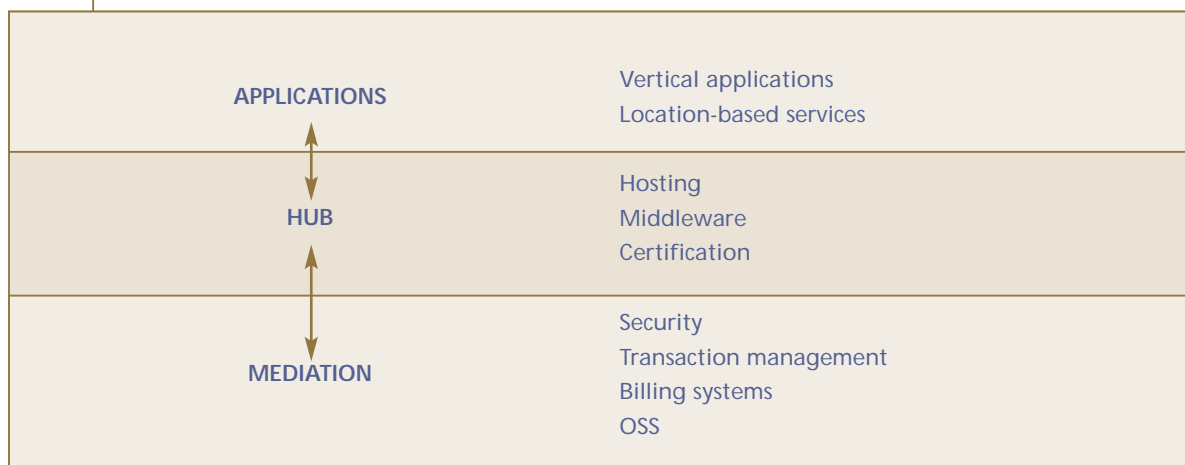 APPLICATIONS
Vertical applications
Location-based services
HUB
Hosting
Middleware
Certification
MEDIATION
Security
Transaction management
Billing systems
OSS